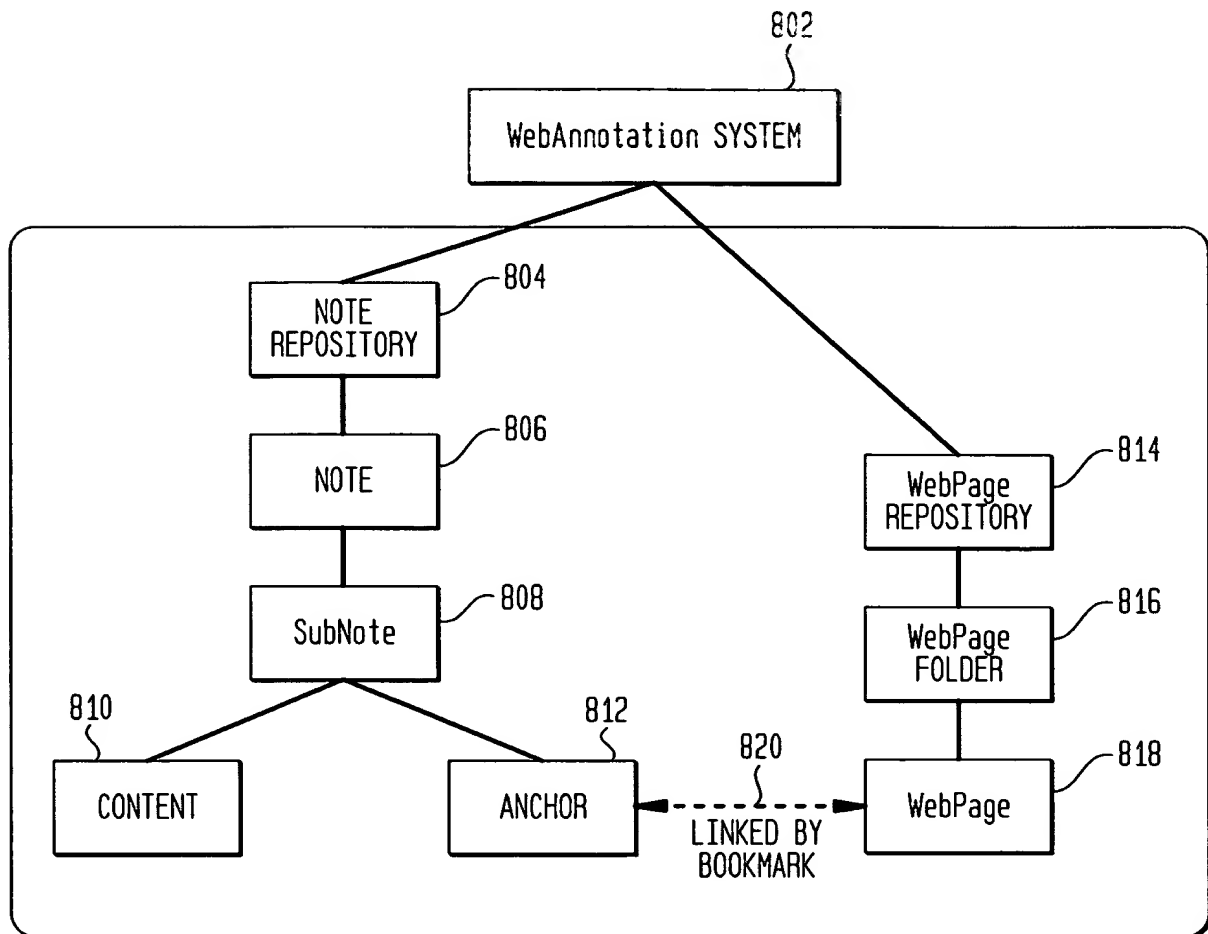 802
WebAnnotation SYSTEM
804
NOTE
REPOSITORY
806
NOTE
814
WebPage
REPOSITORY
808
SubNote
816
WebPage
FOLDER
810
CONTENT
812
ANCHOR
820
LINKED BY
BOOKMARK
818
WebPage